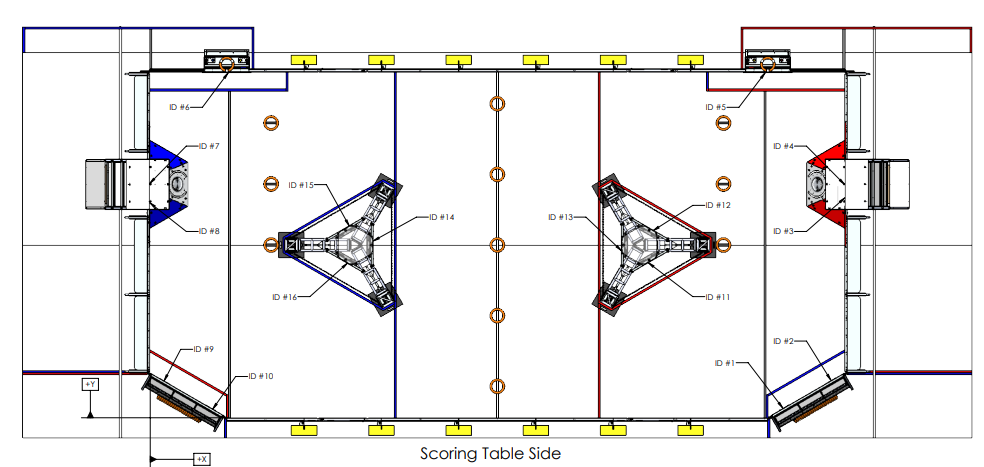 ID #6
ID #5
ID #7
ID #4
ID #15
ID #14
ID #13
ID #12
ID #8
ID #3
ID #16
ID #11
ID #9
ID #2
ID #10
ID #1
+Y
Scoring Table Side
+X